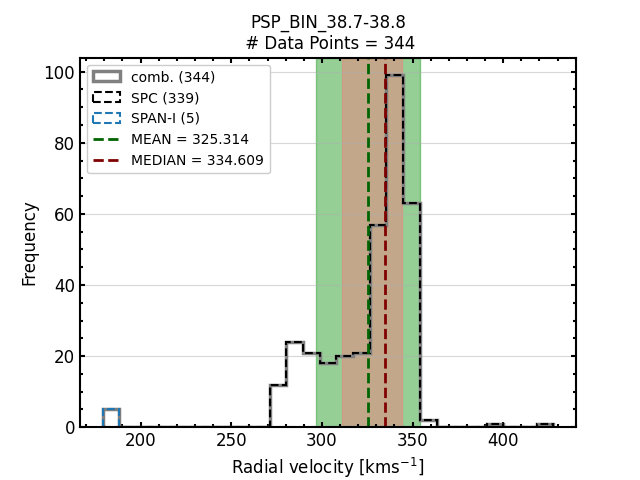 PSP_BIN_38.7-38.8
# Data Points = 344
comb. (344)
SPC (339)
SPAN-I (5)
MEAN = 325.314
MEDIAN = 334.609
Frequency
100
80
60
40
20
0
200 250 300 350 400
Radial velocity [kms⁻¹]